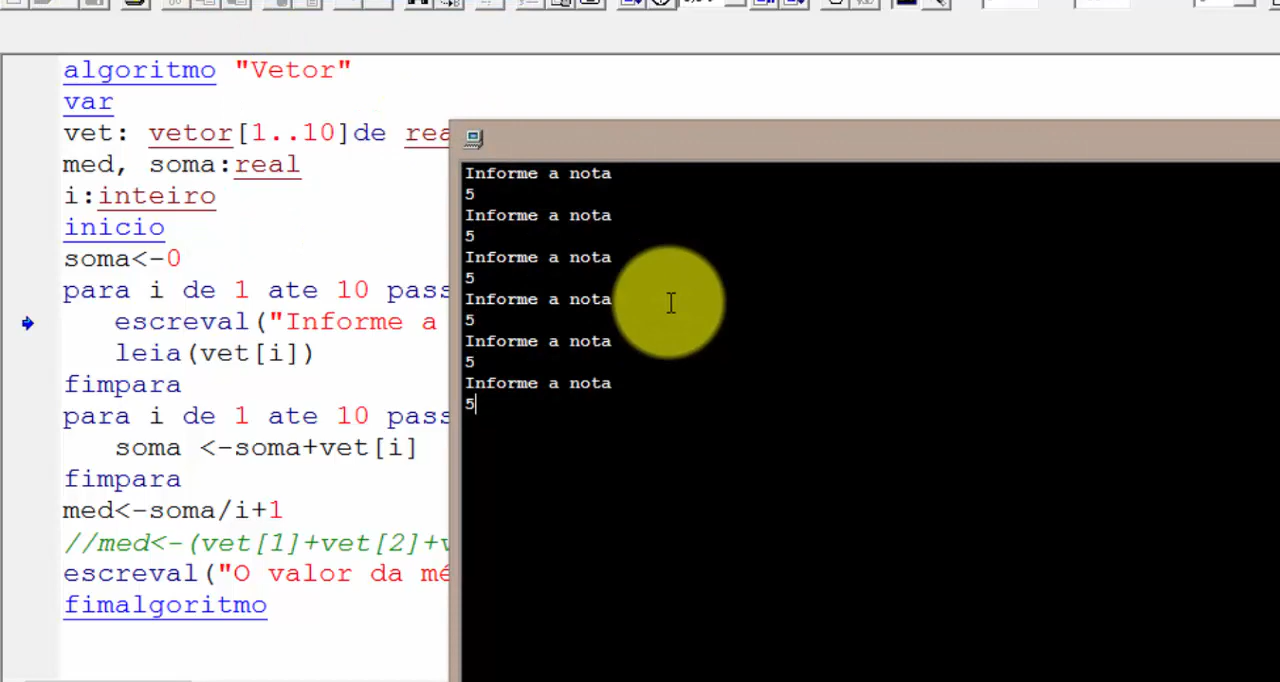 algoritmo "Vetor"
var
vet: vetor[1..10]de rea
med, soma:real
i:inteiro
inicio
soma<-0
para i de 1 ate 10 pass
escreval("Informe a
leia(vet[i])
fimpara
para i de 1 ate 10 pass
soma <-soma+vet[i]
fimpara
med<-soma/i+1
//med<-(vet[1]+vet[2]+v
escreval("O valor da mé
fimalgoritmo
Informe a nota
5
Informe a nota
5
Informe a nota
5
Informe a nota
5
Informe a nota
5
Informe a nota
5